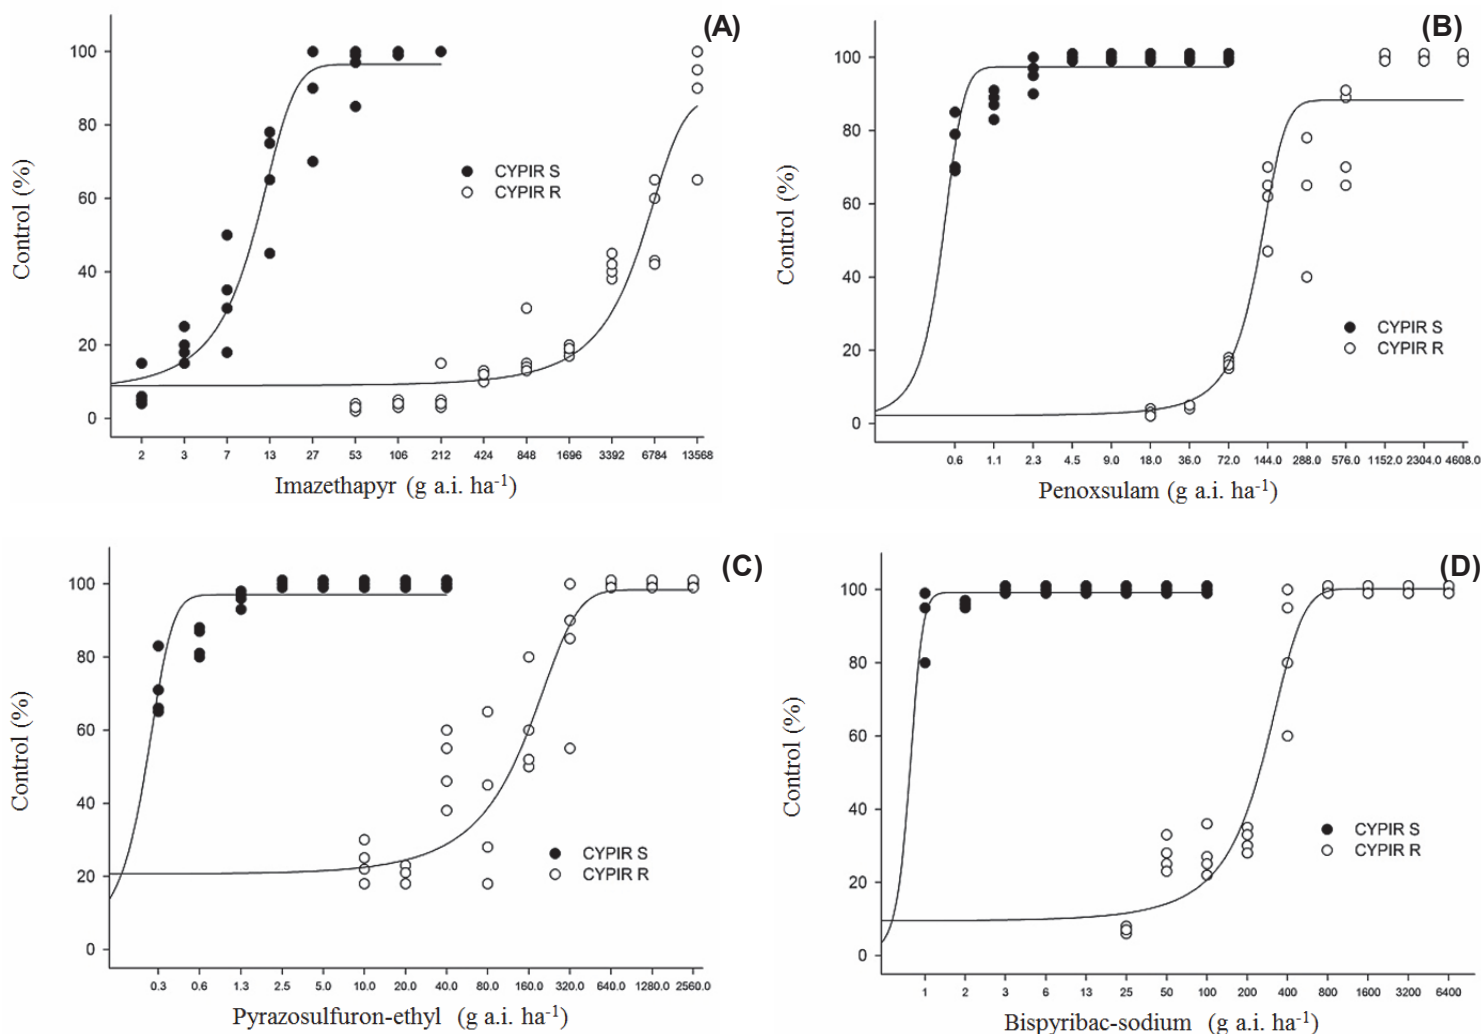 (A)
100
80
60
40
20
0
Control (%)
CYPIR S
CYPIR R
2 3 7 13 27 53 106 212 424 848 1696 3392 6784 13568
Imazethapyr (g a.i. ha-1)
(B)
100
80
60
40
20
0
Control (%)
CYPIR S
CYPIR R
0.6 1.1 2.3 4.5 9.0 18.0 36.0 72.0 144.0 288.0 576.0 1152.0 2304.0 4608.0
Penoxsulam (g a.i. ha-1)
(C)
100
80
60
40
20
0
Control (%)
CYPIR S
CYPIR R
0.3 0.6 1.3 2.5 5.0 10.0 20.0 40.0 80.0 160.0 320.0 640.0 1280.0 2560.0
Pyrazosulfuron-ethyl (g a.i. ha-1)
(D)
100
80
60
40
20
0
Control (%)
CYPIR S
CYPIR R
1 2 3 6 13 25 50 100 200 400 800 1600 3200 6400
Bispyribac-sodium (g a.i. ha-1)